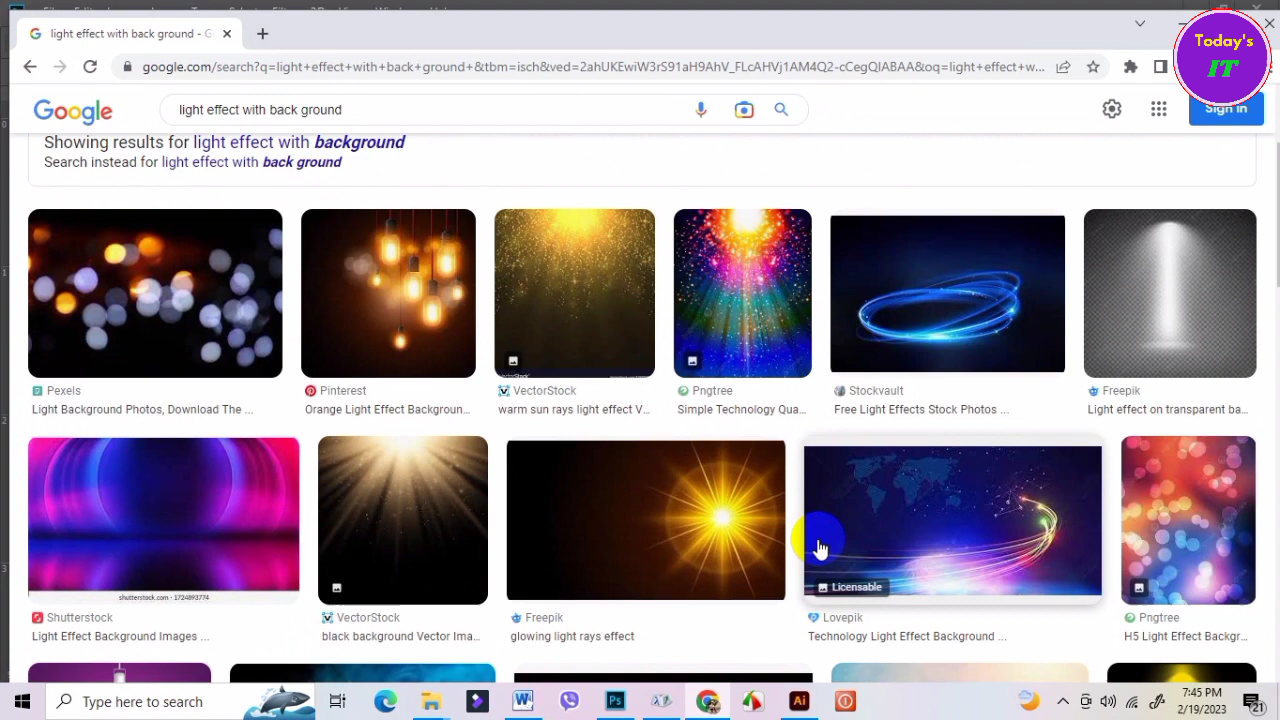 light effect with back ground - G
Today's
IT
google.com/search?q=light+effect+with+back+ground+&tbm=isch&ved=2ahUKEwiW3rS91aH9AhV_FLcAHVj1AM4Q2-cCegQIABAA&oq=light+effect+w...
Google
light effect with back ground
Sign in
Showing results for light effect with background
Search instead for light effect with back ground
Pexels
Pinterest
VectorStock
Pngtree
Stockvault
Freepik
Light Background Photos, Download The ...
Orange Light Effect Backgroun...
warm sun rays light effect V...
Simple Technology Qua...
Free Light Effects Stock Photos ...
Light effect on transparent ba...
Licensable
shutterstock.com · 1724893774
Shutterstock
VectorStock
Freepik
Lovepik
Pngtree
Light Effect Background Images ...
black background Vector Ima...
glowing light rays effect
Technology Light Effect Background ...
H5 Light Effect Backgr...
Type here to search
7:45 PM
2/19/2023
21